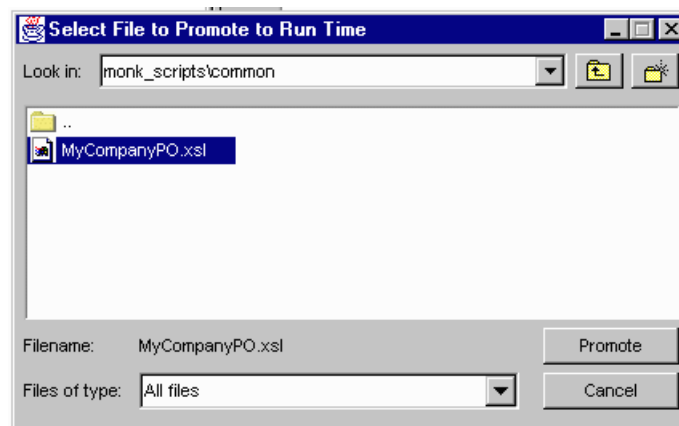 Select File to Promote to Run Time
Look in: monk_scripts\common
..
MyCompanyPO.xsl
Filename: MyCompanyPO.xsl Promote
Files of type: All files Cancel